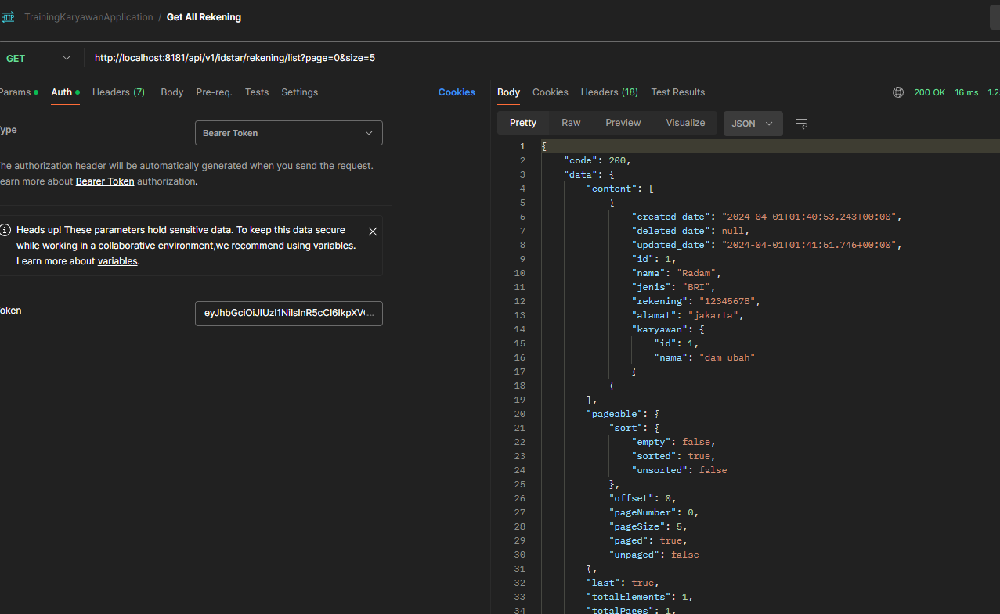 HTTP TrainingKaryawanApplication / Get All Rekening
GET http://localhost:8181/api/v1/idstar/rekening/list?page=0&size=5
Params Auth Headers (7) Body Pre-req. Tests Settings Cookies
ype
Bearer Token
he authorization header will be automatically generated when you send the request.
earn more about Bearer Token authorization.
Heads up! These parameters hold sensitive data. To keep this data secure
while working in a collaborative environment,we recommend using variables.
Learn more about variables.
oken
Body Cookies Headers (18) Test Results 200 OK 16 ms 1.2
Pretty Raw Preview Visualize JSON
1 {
2 "code": 200,
3 "data": {
4 "content": [
5 {
6 "created_date": "2024-04-01T01:40:53.243+00:00",
7 "deleted_date": null,
8 "updated_date": "2024-04-01T01:41:51.746+00:00",
9 "id": 1,
10 "nama": "Radam",
11 "jenis": "BRI",
12 "rekening": "12345678",
13 "alamat": "jakarta",
14 "karyawan": {
15 "id": 1,
16 "nama": "dam ubah"
17 }
18 }
19 ],
20 "pageable": {
21 "sort": {
22 "empty": false,
23 "sorted": true,
24 "unsorted": false
25 },
26 "offset": 0,
27 "pageNumber": 0,
28 "pageSize": 5,
29 "paged": true,
30 "unpaged": false
31 },
32 "last": true,
33 "totalElements": 1,
34 "totalPages": 1,